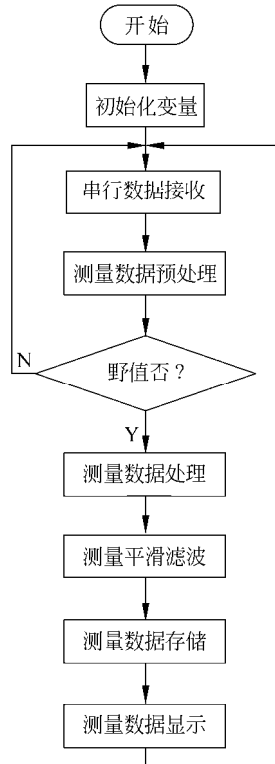 开始
初始化变量
串行数据接收
测量数据预处理
N
野值否？
Y
测量数据处理
测量平滑滤波
测量数据存储
测量数据显示